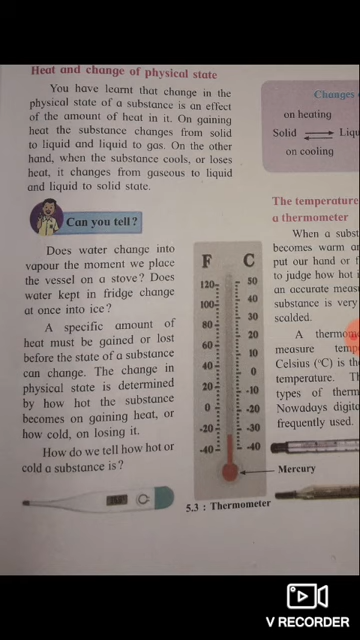 Heat and change of physical state
You have learnt that change in the
physical state of a substance is an effect
of the amount of heat in it. On gaining
heat the substance changes from solid
to liquid and liquid to gas. On the other
hand, when the substance cools, or loses
heat, it changes from gaseous to liquid
and liquid to solid state.
Can you tell?
Does water change into
vapour the moment we place
the vessel on a stove? Does
water kept in fridge change
at once into ice?
A specific amount of
heat must be gained or lost
before the state of a substance
can change. The change in
physical state is determined
by how hot the substance
becomes on gaining heat, or
how cold, on losing it.
How do we tell how hot or
cold a substance is?
F C
120 50
100 40
80 30
60 20
40 10
20 0
0 -10
-20 -20
-40 -30
-40
Mercury
5.3 : Thermometer
Changes
on heating
Solid
on cooling
The temperature
a thermometer
When a
becomes warm
put our hand or
to judge how hot
an accurate
substance is very
scalded.
A
measure
Celsius (°C) is
temperature.
types of
Nowadays
frequently used.
V RECORDER